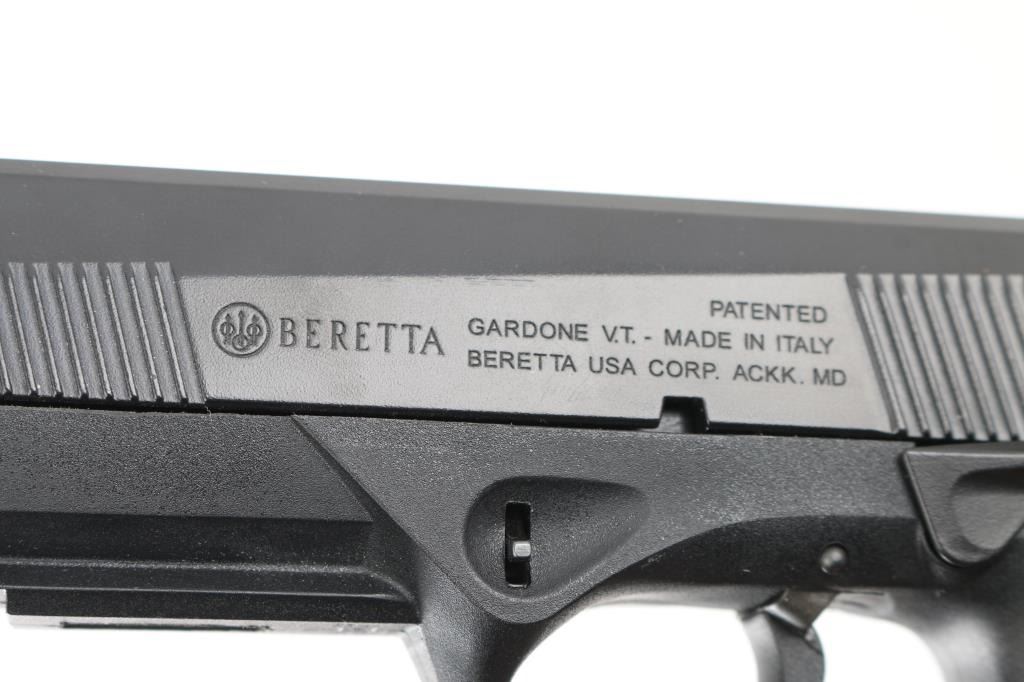 BERETTA
PATENTED
GARDONE V.T. - MADE IN ITALY
BERETTA USA CORP. ACKK. MD